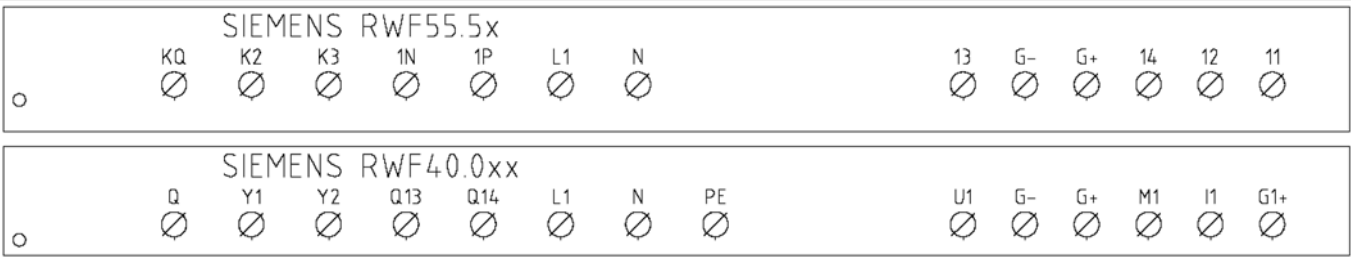 SIEMENS RWF55.5x
KQ K2 K3 1N 1P L1 N 13 G- G+ 14 12 11
SIEMENS RWF40.0xx
Q Y1 Y2 Q13 Q14 L1 N PE U1 G- G+ M1 I1 G1+